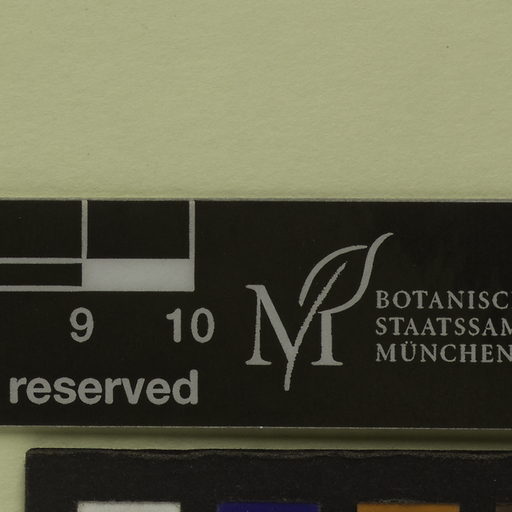 9 10
reserved
BOTANISC
STAATSSAM
MÜNCHEN